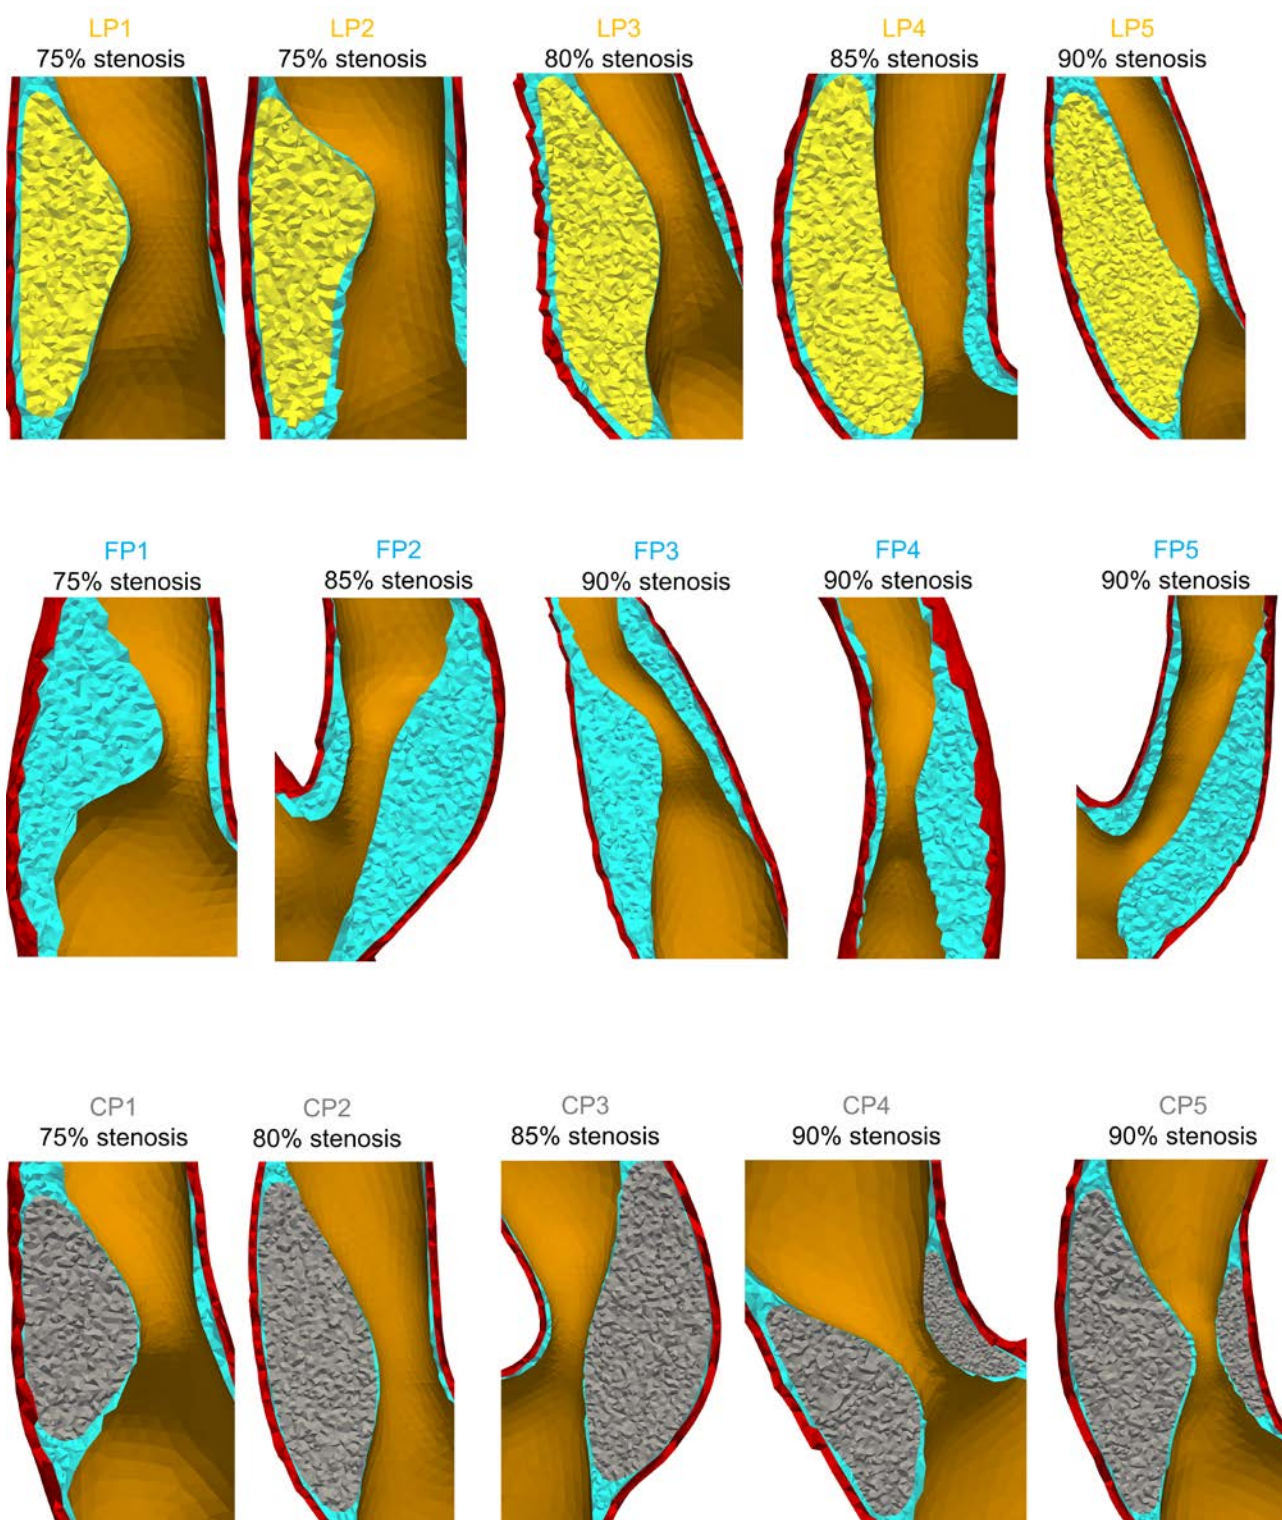 LP1
75% stenosis
LP2
75% stenosis
LP3
80% stenosis
LP4
85% stenosis
LP5
90% stenosis
FP1
75% stenosis
FP2
85% stenosis
FP3
90% stenosis
FP4
90% stenosis
FP5
90% stenosis
CP1
75% stenosis
CP2
80% stenosis
CP3
85% stenosis
CP4
90% stenosis
CP5
90% stenosis